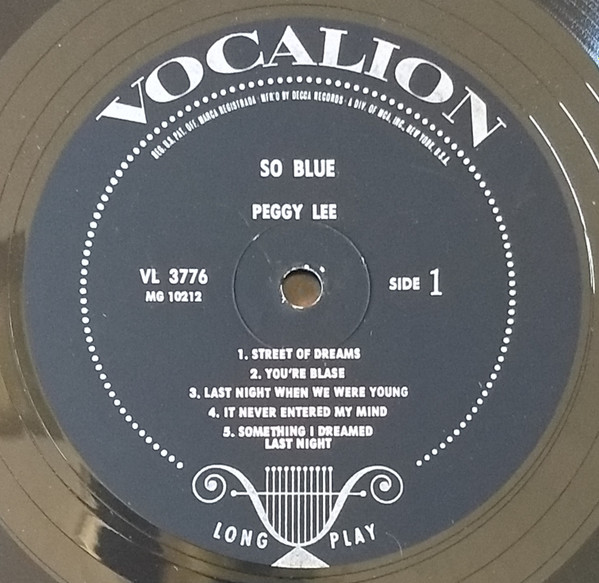 VOCALION
REG. U.S. PAT. OFF. MARCA REGISTRADA · MFR'D BY DECCA RECORDS · A DIV. OF MCA INC., NEW YORK, U.S.A.
SO BLUE
PEGGY LEE
VL 3776
MG 10212
SIDE 1
1. STREET OF DREAMS
2. YOU'RE BLASE
3. LAST NIGHT WHEN WE WERE YOUNG
4. IT NEVER ENTERED MY MIND
5. SOMETHING I DREAMED
LAST NIGHT
LONG PLAY